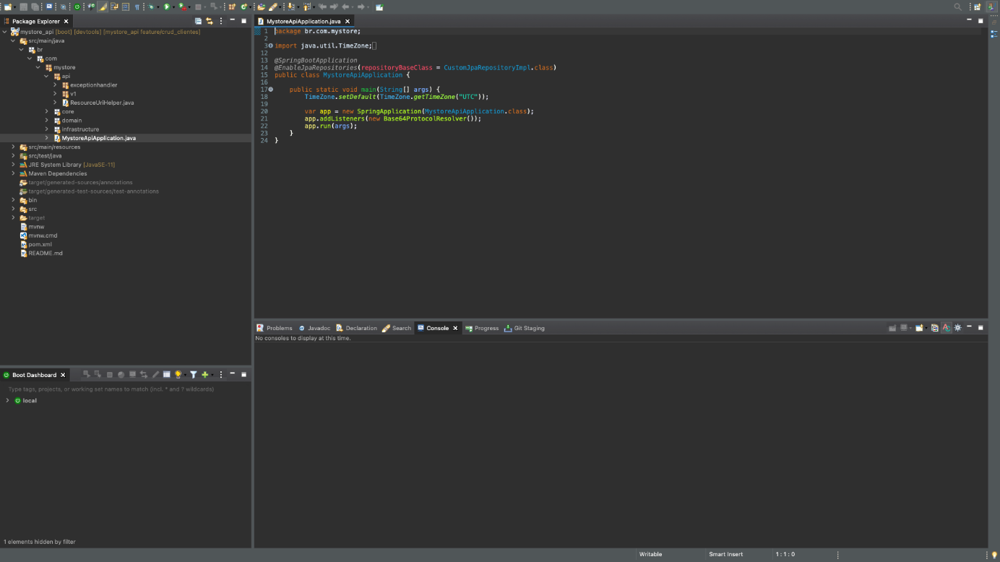 Package Explorer
mystore_api [boot] [devtools] [mystore_api feature/crud_clientes]
src/main/java
br
com
mystore
api
exceptionhandler
v1
ResourceUriHelper.java
core
domain
infrastructure
MystoreApiApplication.java
src/main/resources
src/test/java
JRE System Library [JavaSE-11]
Maven Dependencies
target/generated-sources/annotations
target/generated-test-sources/test-annotations
bin
src
target
mvnw
mvnw.cmd
pom.xml
README.md
MystoreApiApplication.java
1 package br.com.mystore;
2
3 import java.util.TimeZone;
12
13 @SpringBootApplication
14 @EnableJpaRepositories(repositoryBaseClass = CustomJpaRepositoryImpl.class)
15 public class MystoreApiApplication {
16
17 public static void main(String[] args) {
18 TimeZone.setDefault(TimeZone.getTimeZone("UTC"));
19
20 var app = new SpringApplication(MystoreApiApplication.class);
21 app.addListeners(new Base64ProtocolResolver());
22 app.run(args);
23 }
24 }
Problems Javadoc Declaration Search Console Progress Git Staging
No consoles to display at this time.
Boot Dashboard
Type tags, projects, or working set names to match (incl. * and ? wildcards)
local
1 elements hidden by filter
Writable Smart Insert 1 : 1 : 0